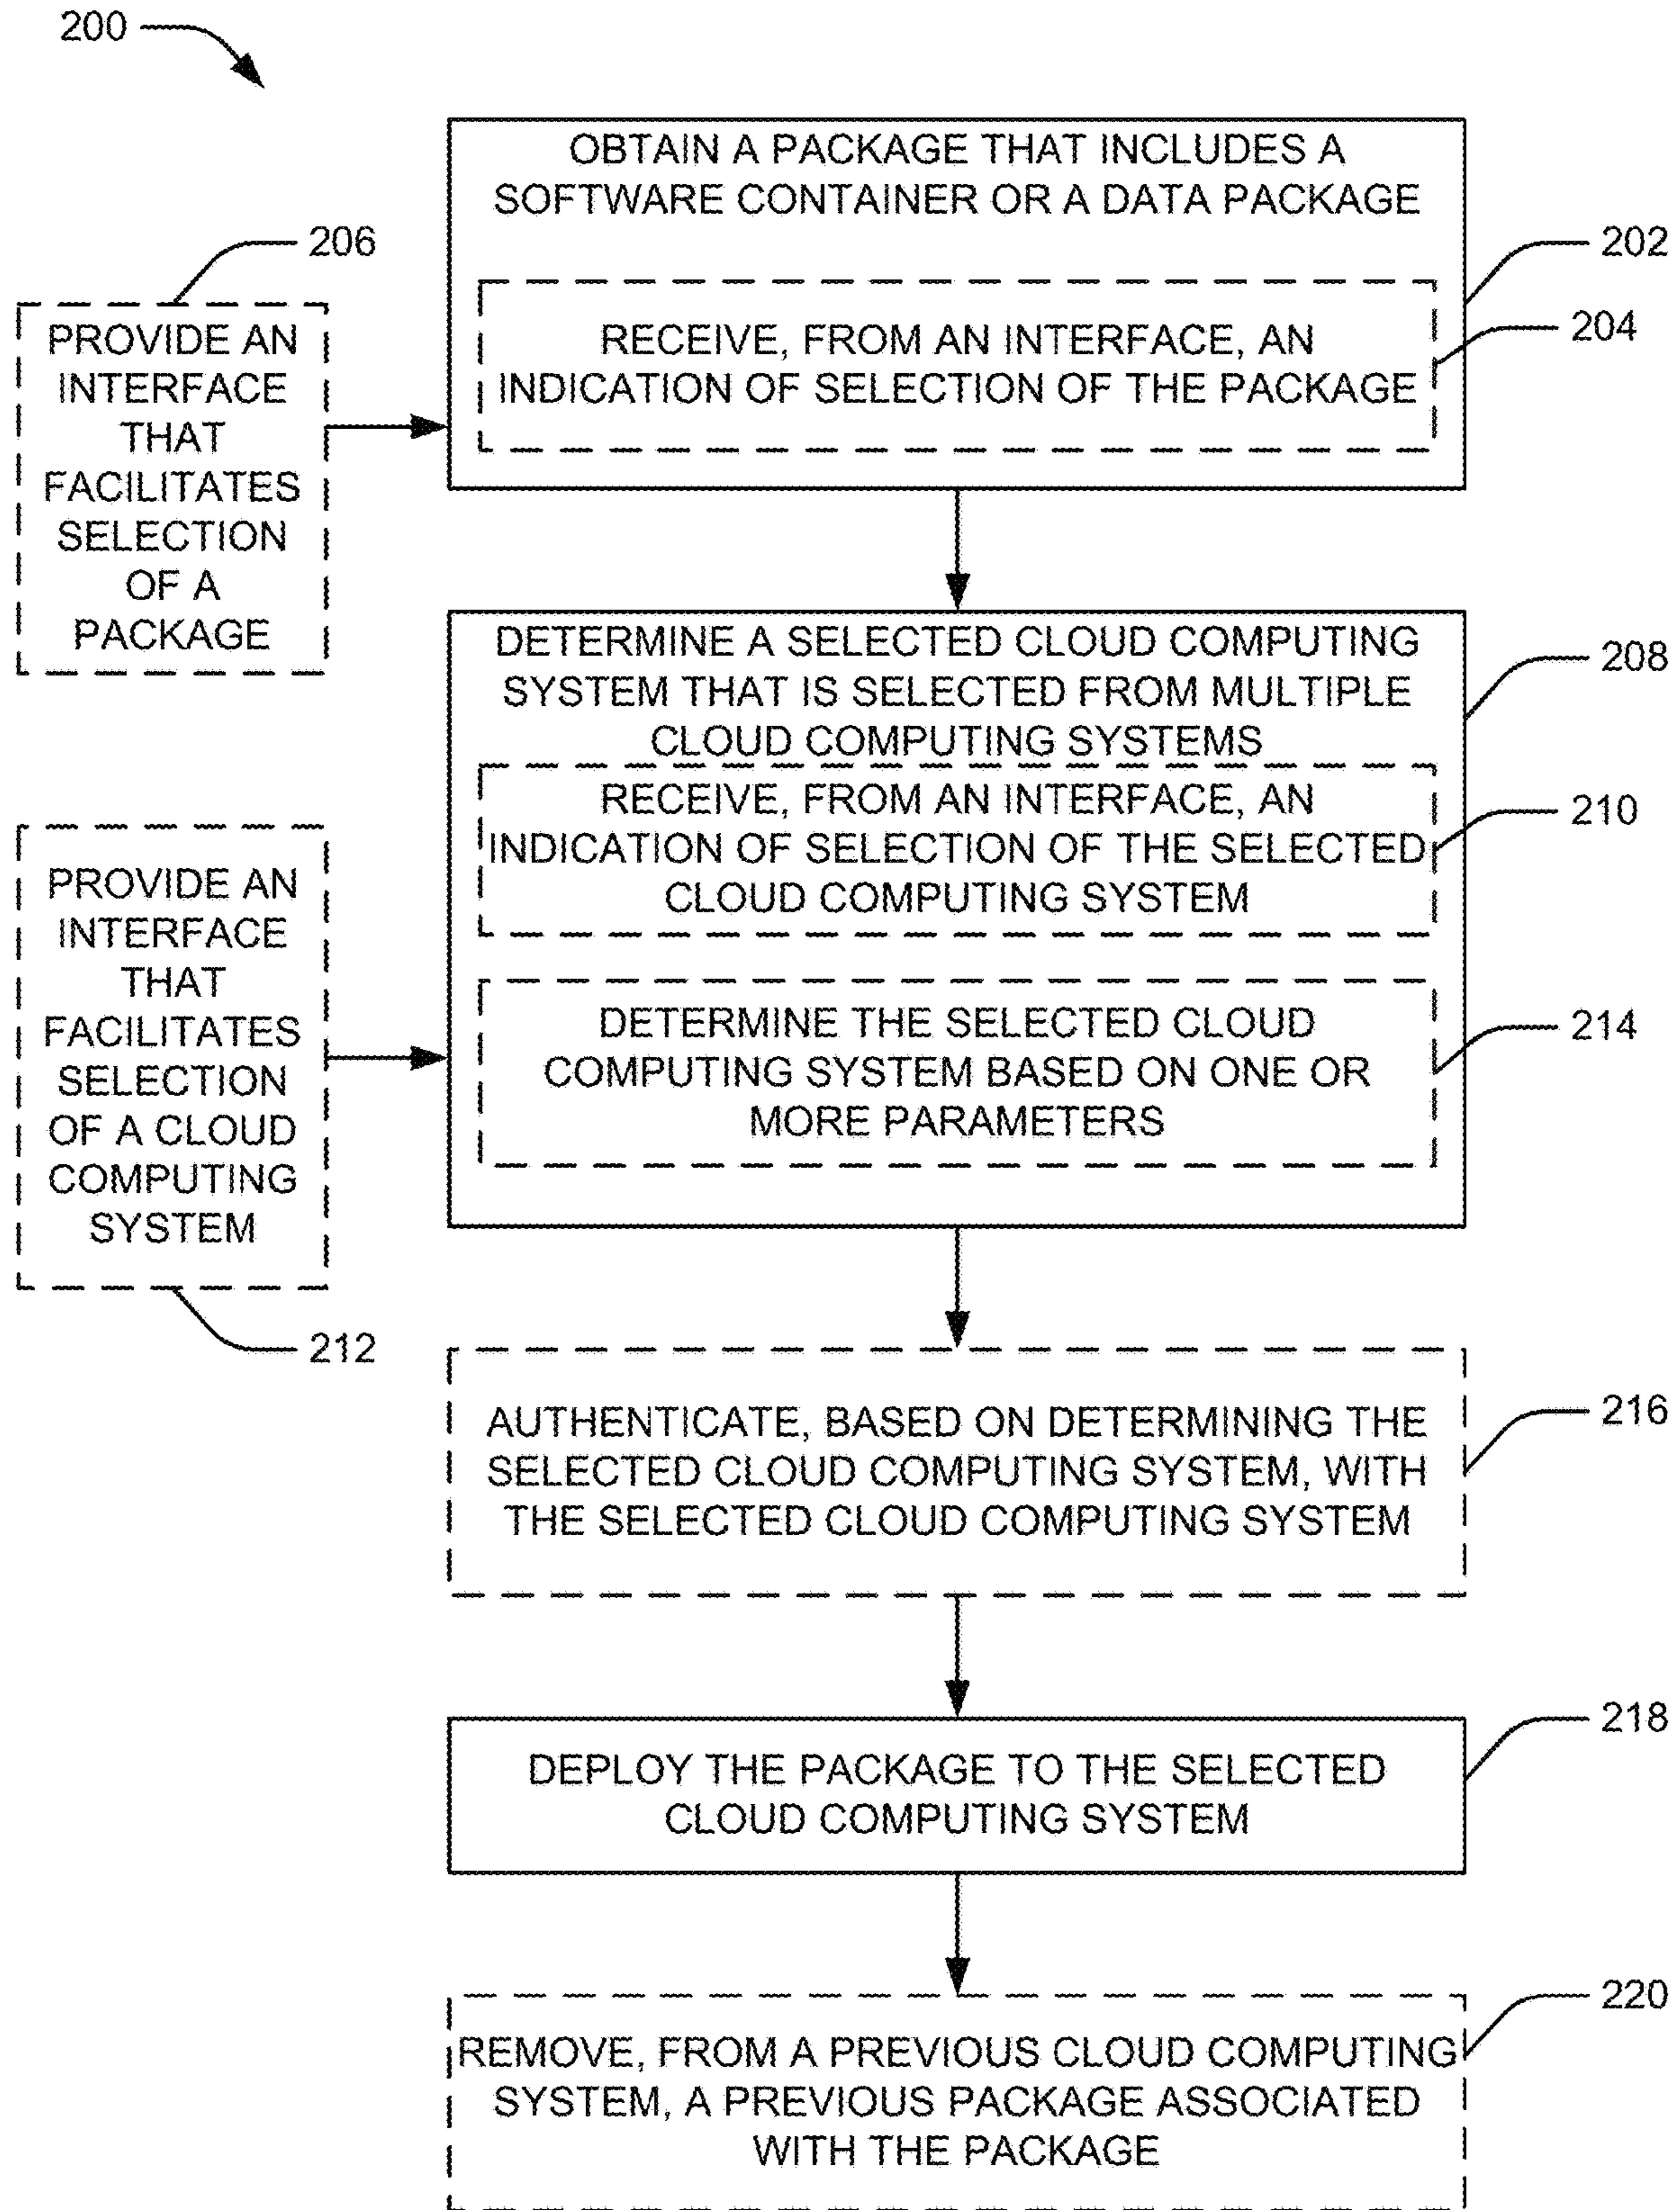 200
OBTAIN A PACKAGE THAT INCLUDES A
SOFTWARE CONTAINER OR A DATA PACKAGE
202
RECEIVE, FROM AN INTERFACE, AN
INDICATION OF SELECTION OF THE PACKAGE
204
206
PROVIDE AN
INTERFACE
THAT
FACILITATES
SELECTION
OF A
PACKAGE
DETERMINE A SELECTED CLOUD COMPUTING
SYSTEM THAT IS SELECTED FROM MULTIPLE
CLOUD COMPUTING SYSTEMS
208
RECEIVE, FROM AN INTERFACE, AN
INDICATION OF SELECTION OF THE SELECTED
CLOUD COMPUTING SYSTEM
210
PROVIDE AN
INTERFACE
THAT
FACILITATES
SELECTION
OF A CLOUD
COMPUTING
SYSTEM
212
DETERMINE THE SELECTED CLOUD
COMPUTING SYSTEM BASED ON ONE OR
MORE PARAMETERS
214
AUTHENTICATE, BASED ON DETERMINING THE
SELECTED CLOUD COMPUTING SYSTEM, WITH
THE SELECTED CLOUD COMPUTING SYSTEM
216
DEPLOY THE PACKAGE TO THE SELECTED
CLOUD COMPUTING SYSTEM
218
REMOVE, FROM A PREVIOUS CLOUD COMPUTING
SYSTEM, A PREVIOUS PACKAGE ASSOCIATED
WITH THE PACKAGE
220